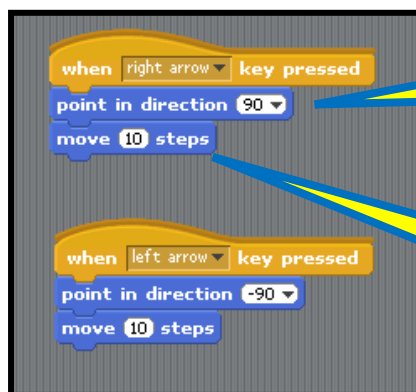 when right arrow key pressed
point in direction 90
move 10 steps
when left arrow key pressed
point in direction -90
move 10 steps